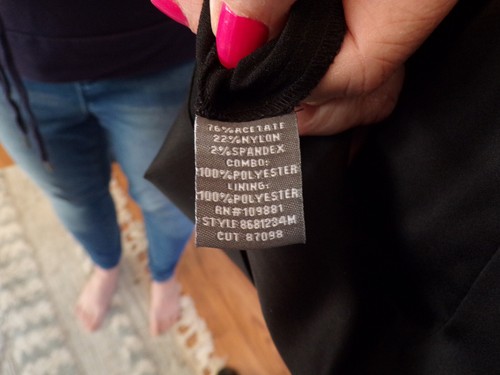 76%ACETATE
22%NYLON
2%SPANDEX
COMBO:
100%POLYESTER
LINING:
100%POLYESTER
RN#109881
STYLE 8681234M
CUT 87098